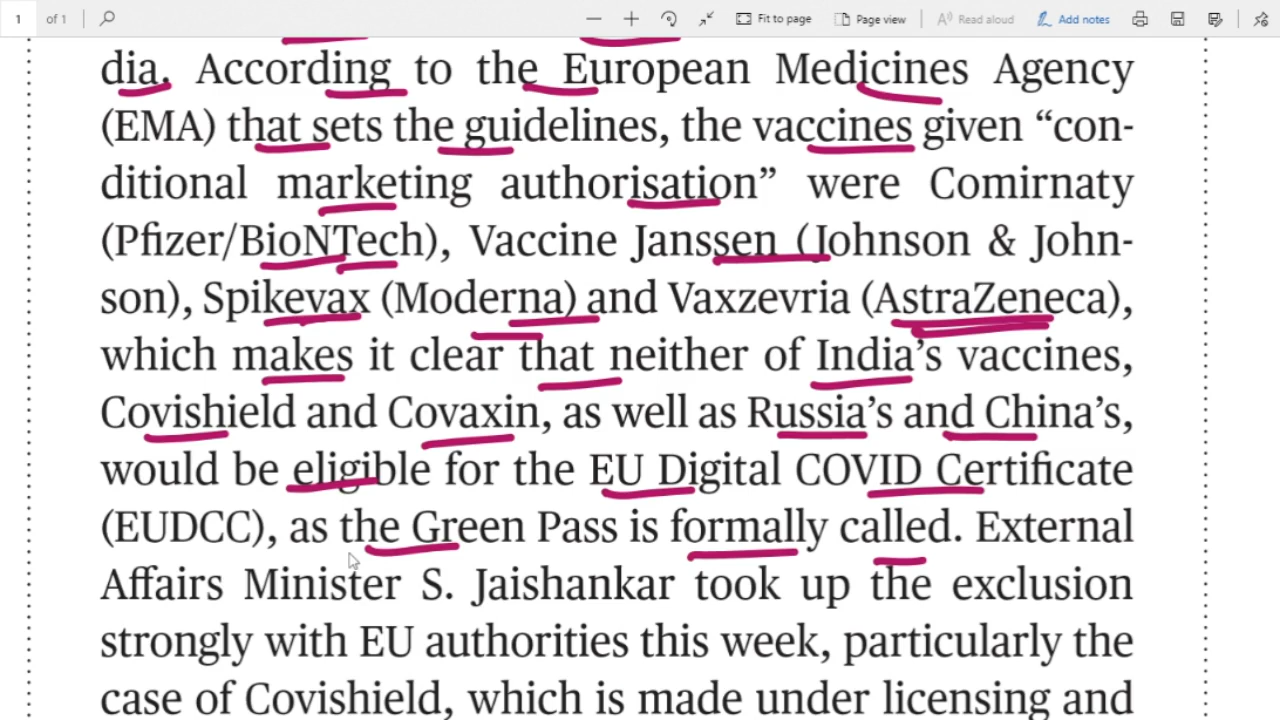 1 of 1 Fit to page Page view Read aloud Add notes
dia. According to the European Medicines Agency
(EMA) that sets the guidelines, the vaccines given “con-
ditional marketing authorisation” were Comirnaty
(Pfizer/BioNTech), Vaccine Janssen (Johnson & John-
son), Spikevax (Moderna) and Vaxzevria (AstraZeneca),
which makes it clear that neither of India’s vaccines,
Covishield and Covaxin, as well as Russia’s and China’s,
would be eligible for the EU Digital COVID Certificate
(EUDCC), as the Green Pass is formally called. External
Affairs Minister S. Jaishankar took up the exclusion
strongly with EU authorities this week, particularly the
case of Covishield, which is made under licensing and